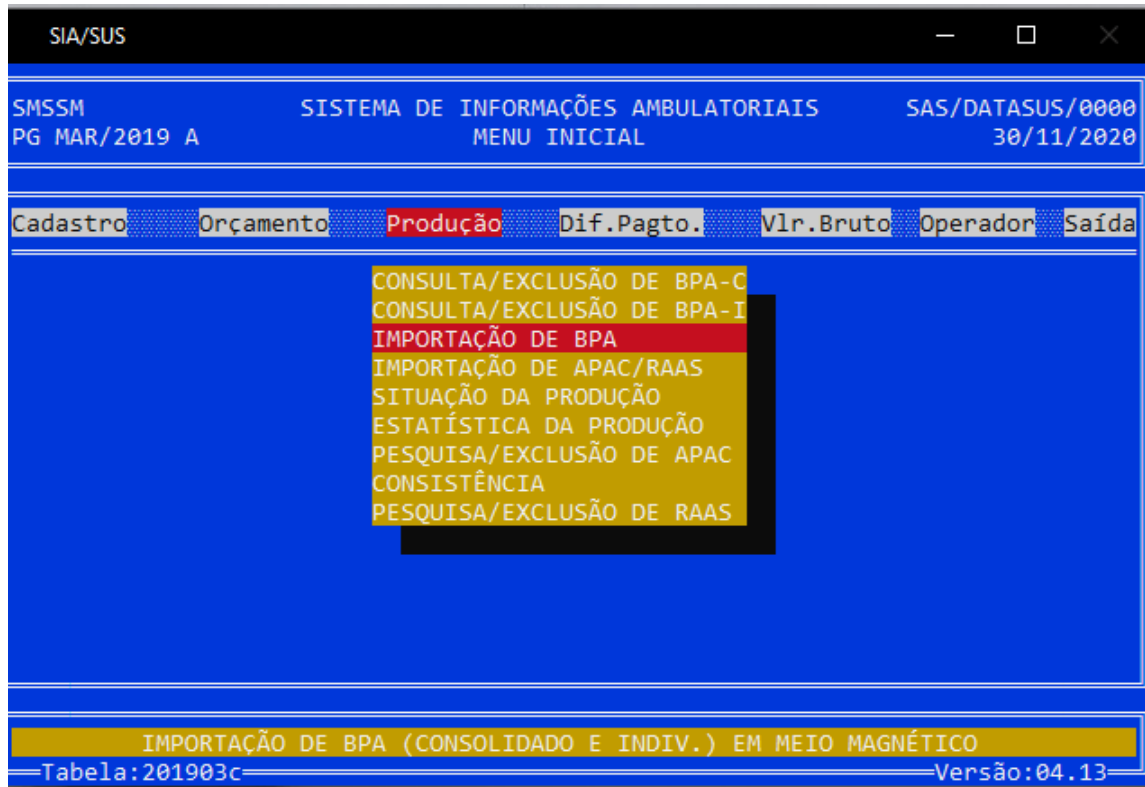 SIA/SUS
SMSSM SISTEMA DE INFORMAÇÕES AMBULATORIAIS SAS/DATASUS/0000
PG MAR/2019 A MENU INICIAL 30/11/2020
Cadastro Orçamento Produção Dif.Pagto. Vlr.Bruto Operador Saída
CONSULTA/EXCLUSÃO DE BPA-C
CONSULTA/EXCLUSÃO DE BPA-I
IMPORTAÇÃO DE BPA
IMPORTAÇÃO DE APAC/RAAS
SITUAÇÃO DA PRODUÇÃO
ESTATÍSTICA DA PRODUÇÃO
PESQUISA/EXCLUSÃO DE APAC
CONSISTÊNCIA
PESQUISA/EXCLUSÃO DE RAAS
IMPORTAÇÃO DE BPA (CONSOLIDADO E INDIV.) EM MEIO MAGNÉTICO
Tabela:201903c Versão:04.13